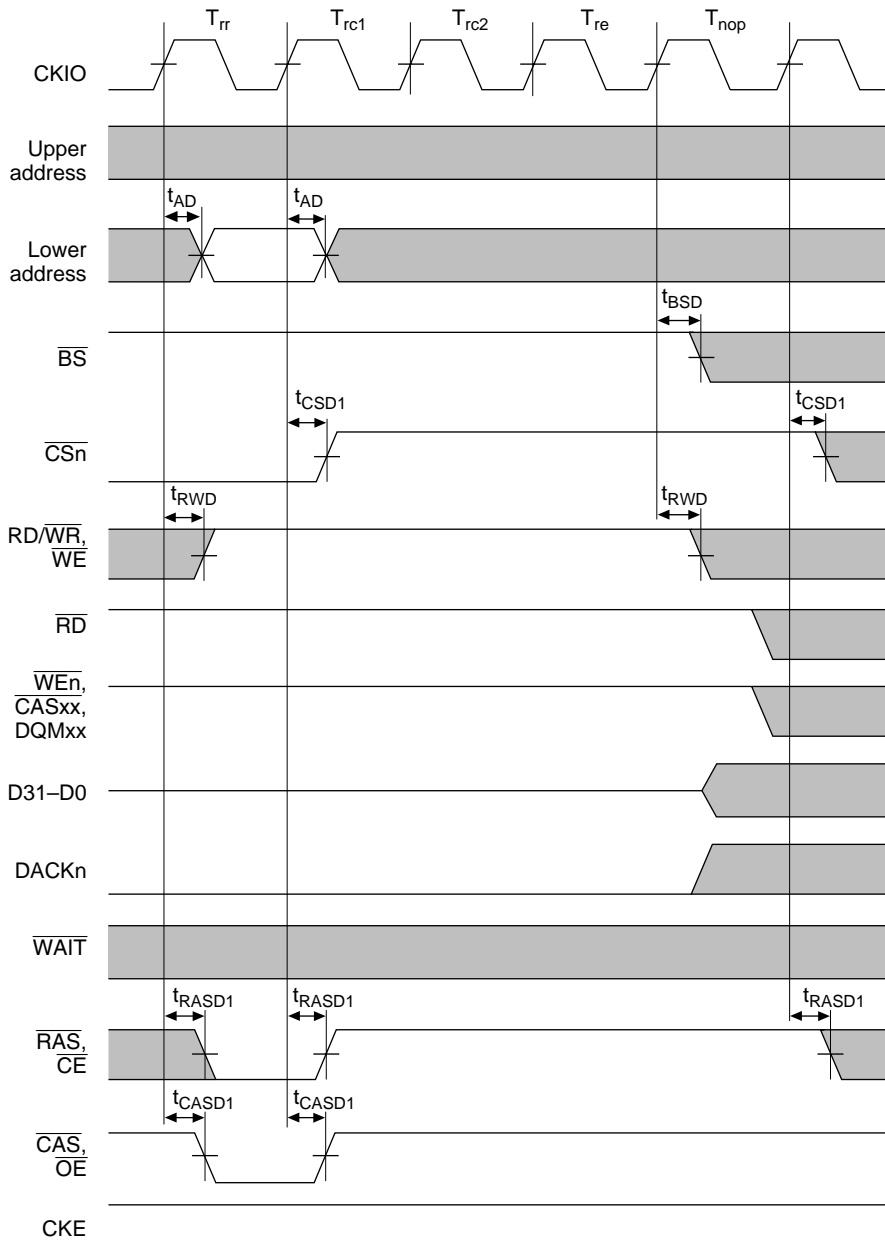 Trr Trc1 Trc2 Tre Tnop
CKIO
Upper
address
tAD tAD
Lower
address
tBSD
BS
tCSD1 tCSD1
CSn
tRWD tRWD
RD/WR,
WE
RD
WEn,
CASxx,
DQMxx
D31–D0
DACKn
WAIT
tRASD1 tRASD1 tRASD1
RAS,
CE
tCASD1 tCASD1
CAS,
OE
CKE